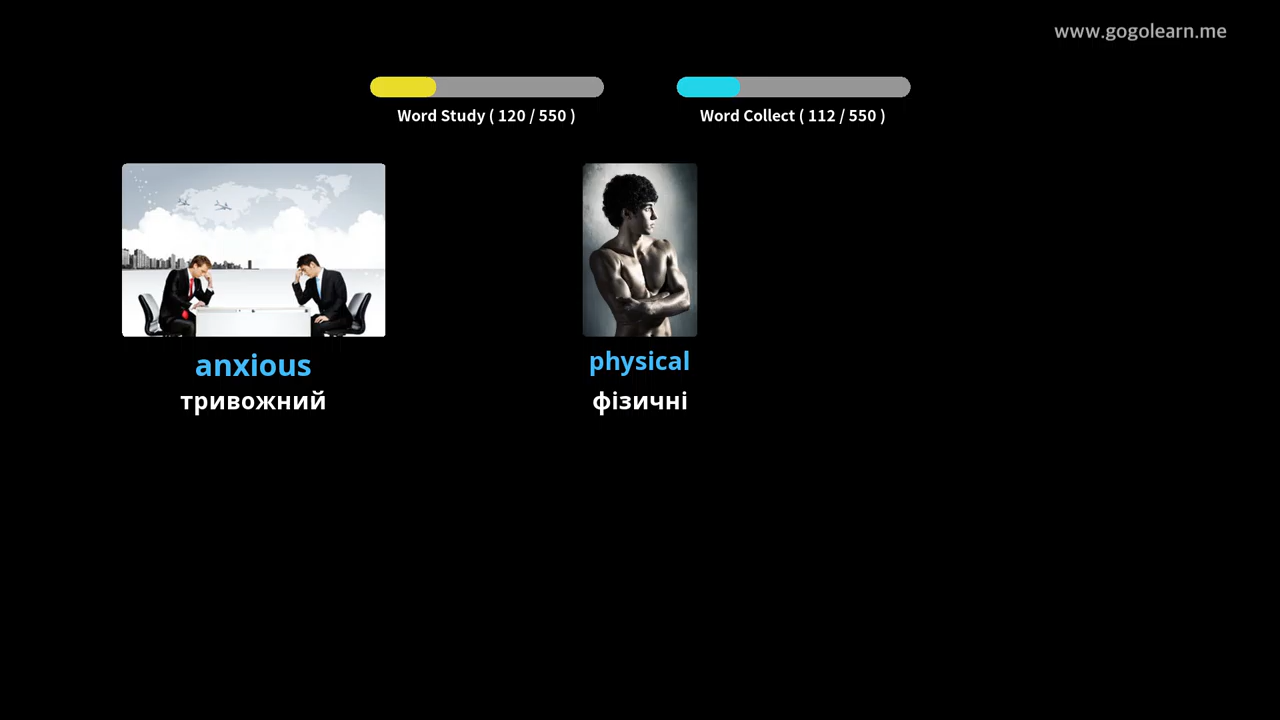 www.gogolearn.me
Word Study ( 120 / 550 )
Word Collect ( 112 / 550 )
anxious
тривожний
physical
фізичні